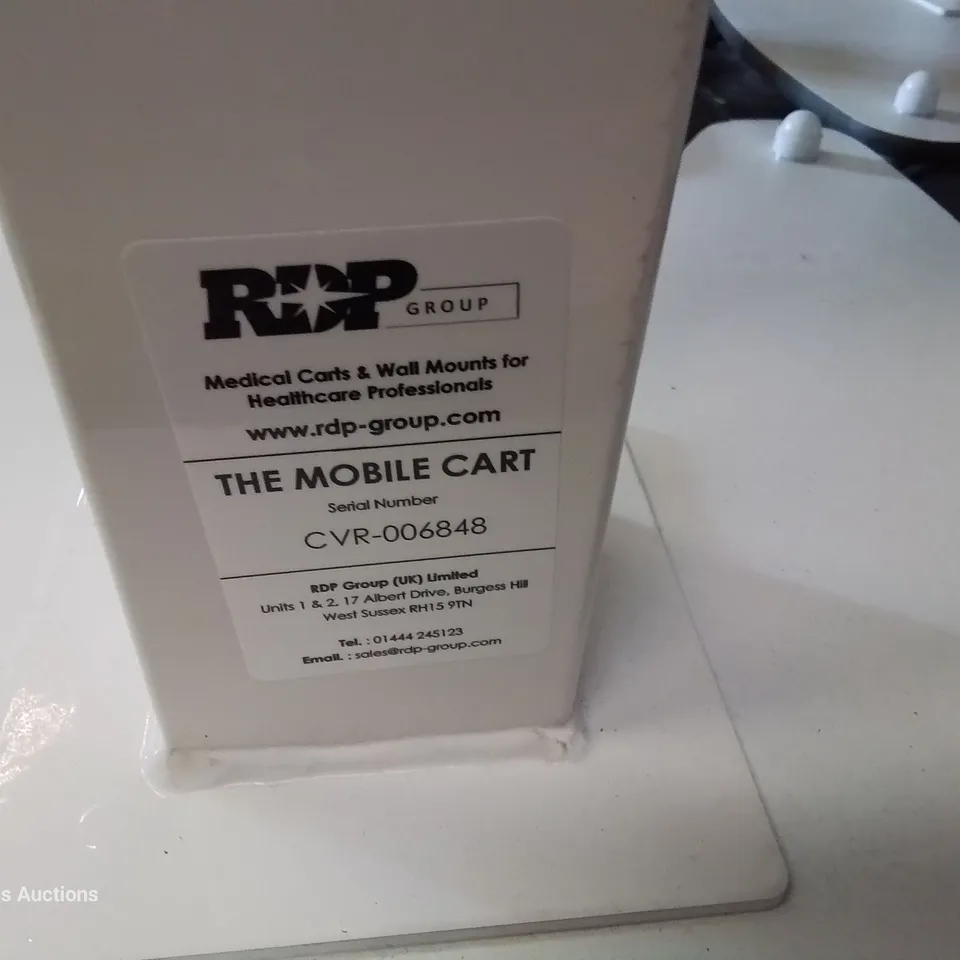 RDP GROUP
Medical Carts & Wall Mounts for
Healthcare Professionals
www.rdp-group.com
THE MOBILE CART
Serial Number
CVR-006848
RDP Group (UK) Limited
Units 1 & 2, 17 Albert Drive, Burgess Hill
West Sussex RH15 9TN
Tel. : 01444 245123
Email. : sales@rdp-group.com
s Auctions